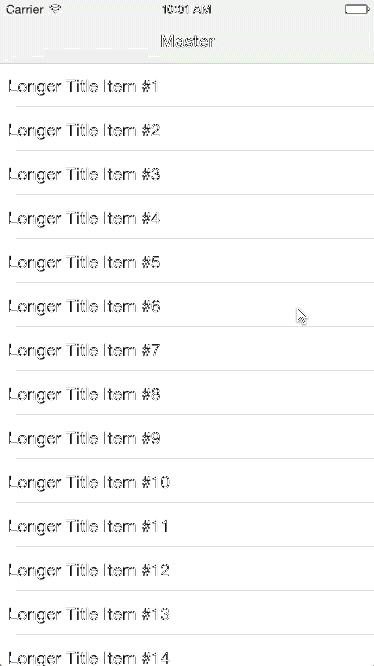 Carrier 10:31 AM
Master
Longer Title Item #1
Longer Title Item #2
Longer Title Item #3
Longer Title Item #4
Longer Title Item #5
Longer Title Item #6
Longer Title Item #7
Longer Title Item #8
Longer Title Item #9
Longer Title Item #10
Longer Title Item #11
Longer Title Item #12
Longer Title Item #13
Longer Title Item #14